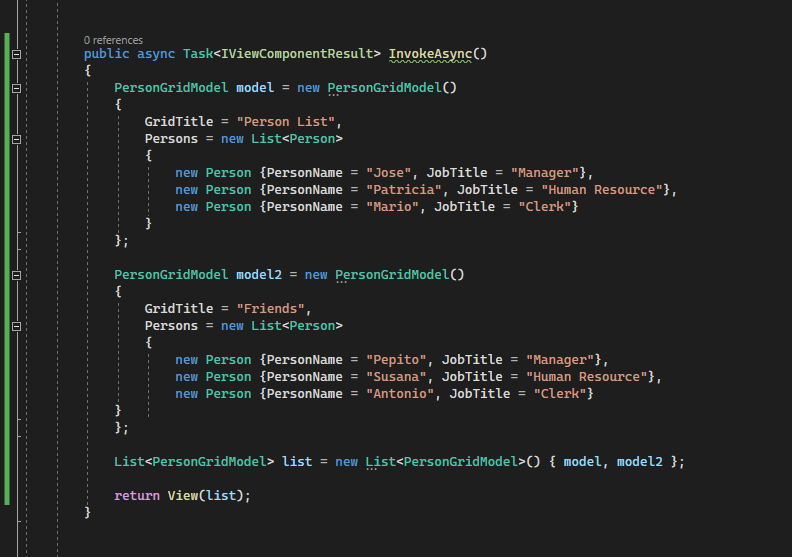 0 references
public async Task<IViewComponentResult> InvokeAsync()
{
    PersonGridModel model = new PersonGridModel()
    {
        GridTitle = "Person List",
        Persons = new List<Person>
        {
            new Person {PersonName = "Jose", JobTitle = "Manager"},
            new Person {PersonName = "Patricia", JobTitle = "Human Resource"},
            new Person {PersonName = "Mario", JobTitle = "Clerk"}
        }
    };

    PersonGridModel model2 = new PersonGridModel()
    {
        GridTitle = "Friends",
        Persons = new List<Person>
        {
            new Person {PersonName = "Pepito", JobTitle = "Manager"},
            new Person {PersonName = "Susana", JobTitle = "Human Resource"},
            new Person {PersonName = "Antonio", JobTitle = "Clerk"}
    }
    };

    List<PersonGridModel> list = new List<PersonGridModel>() { model, model2 };

    return View(list);
}